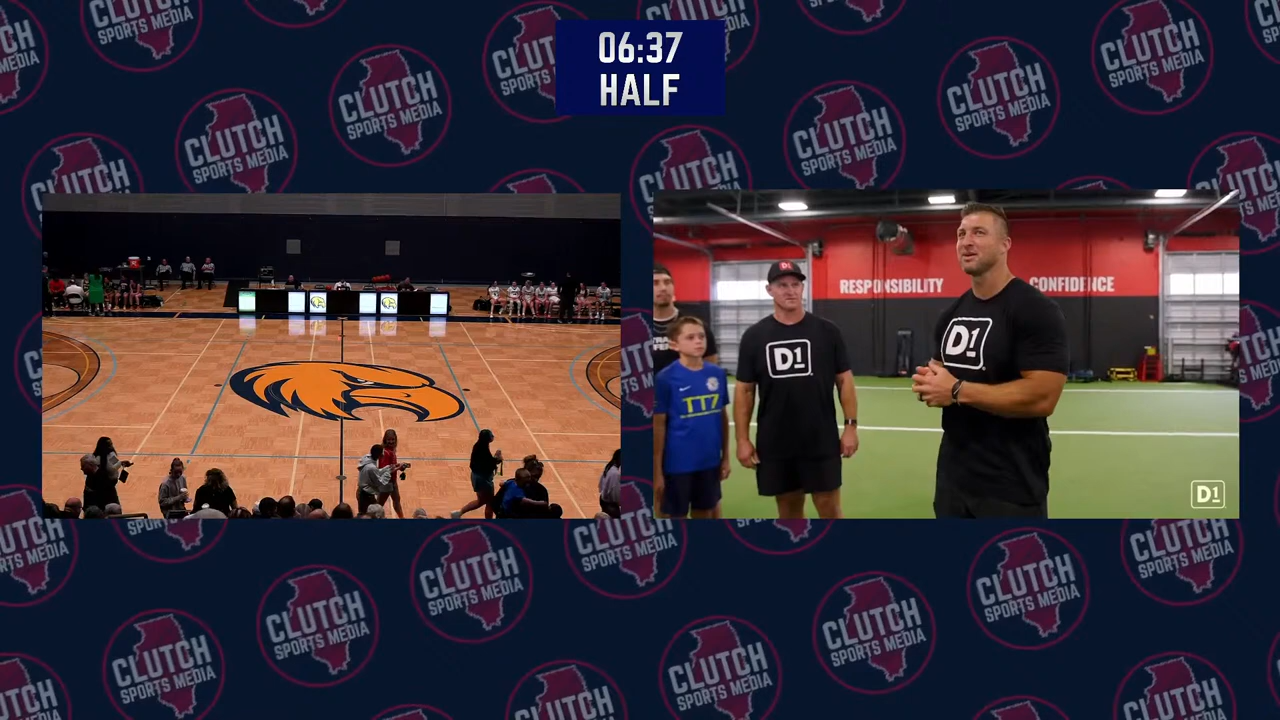 06:37
HALF
CLUTCH
SPORTS MEDIA
RESPONSIBILITY
CONFIDENCE
D1
D1
TT7
D1